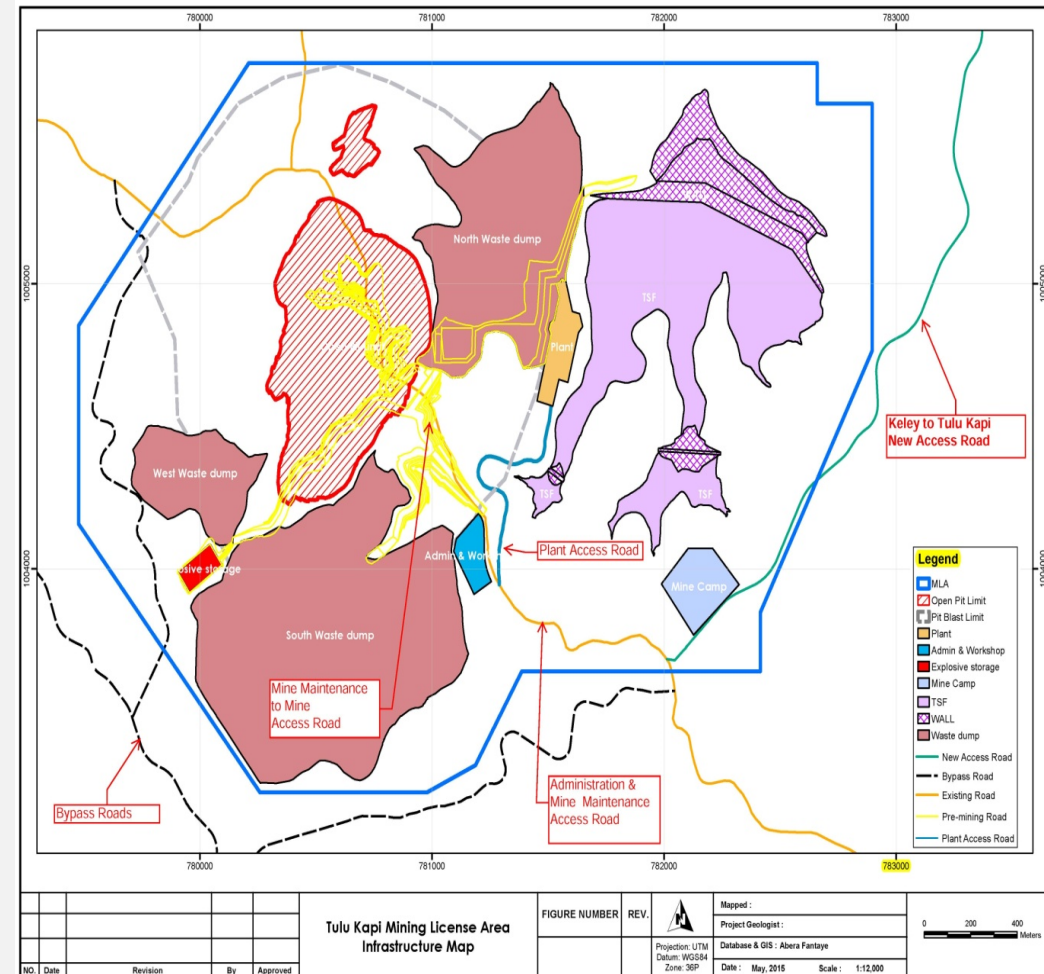 780000
781000
782000
783000
1005000
1005000
North Waste dump
TSF
Plant
Keley to Tulu Kapi
New Access Road
West Waste dump
TSF
TSF
Plant Access Road
1004000
1004000
Admin & Work
osive storage
Mine Camp
South Waste dump
Mine Maintenance
to Mine
Access Road
Administration &
Mine Maintenance
Access Road
Bypass Roads
Legend
MLA
Open Pit Limit
Pit Blast Limit
Plant
Admin & Workshop
Explosive storage
Mine Camp
TSF
WALL
Waste dump
New Access Road
Bypass Road
Existing Road
Pre-mining Road
Plant Access Road
780000
781000
782000
783000
NO.
Date
Revision
By
Approved
Tulu Kapi Mining License Area
Infrastructure Map
FIGURE NUMBER
REV.
N
Projection: UTM
Datum: WGS84
Zone: 36P
Mapped :
Project Geologist :
Database & GIS : Abera Fantaye
Date : May, 2015 Scale : 1:12,000
0 200 400
Meters